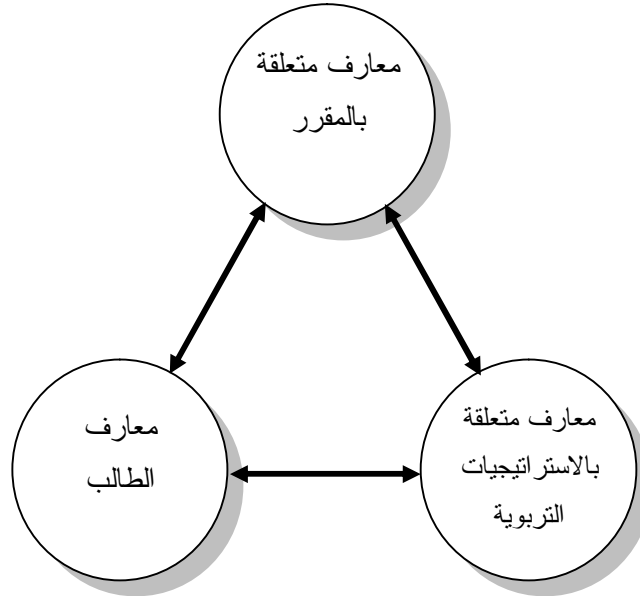 معارف متعلقة
بالمقرر
معارف
الطالب
معارف متعلقة
بالاستراتيجيات
التربوية